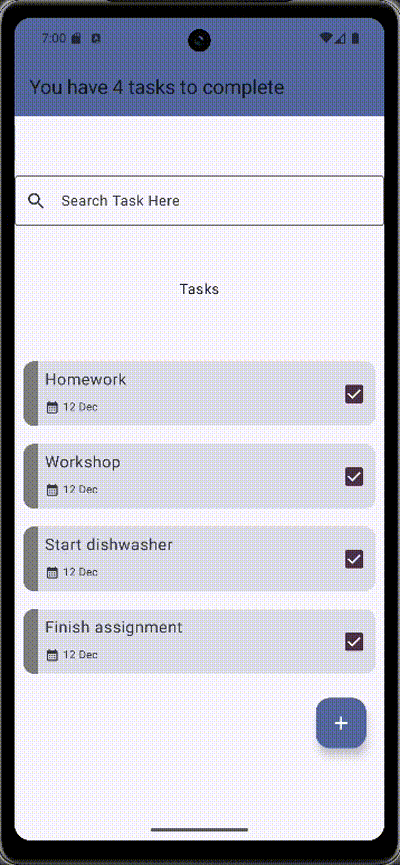 7:00
You have 4 tasks to complete
Search Task Here
Tasks
Homework
12 Dec
Workshop
12 Dec
Start dishwasher
12 Dec
Finish assignment
12 Dec
+